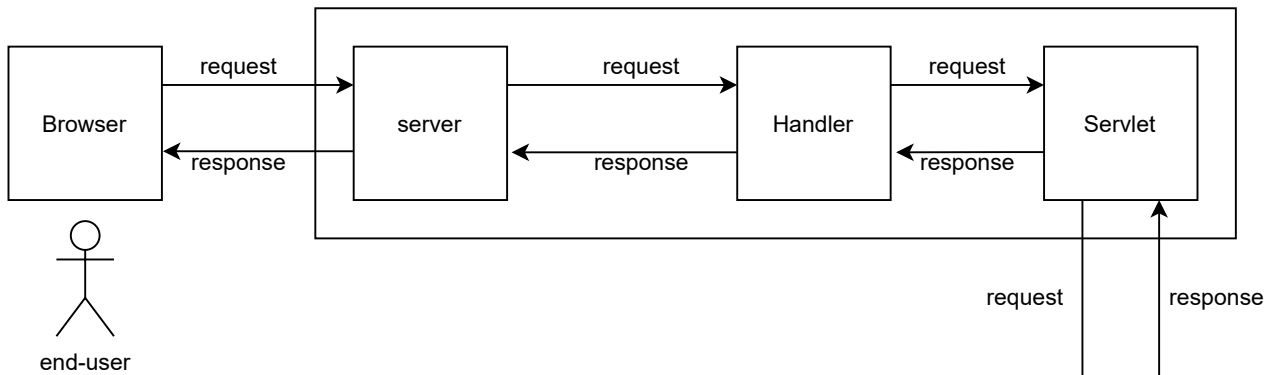 request
request
request
Browser
server
Handler
Servlet
response
response
response
request
response
end-user